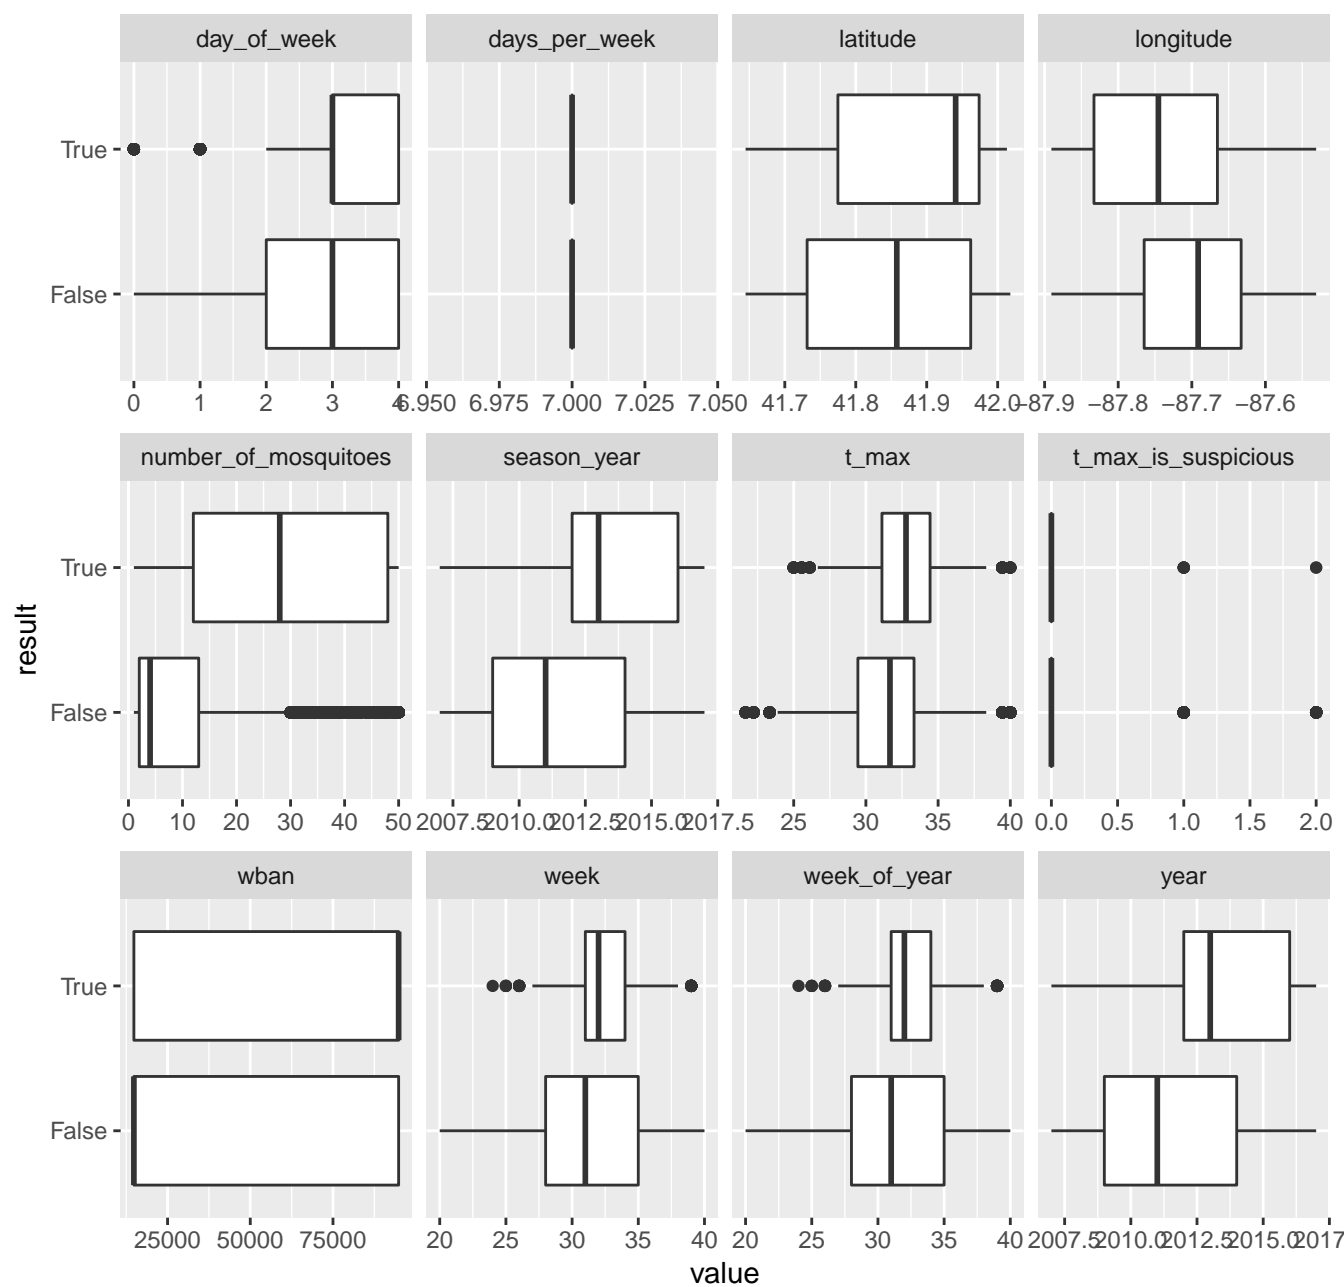 day_of_week days_per_week latitude longitude
True
False
0 1 2 3 4 6.950 6.975 7.000 7.025 7.050 41.7 41.8 41.9 42.0 −87.9 −87.8 −87.7 −87.6
number_of_mosquitoes season_year t_max t_max_is_suspicious
True
False
0 10 20 30 40 50 2007.5 2010.0 2012.5 2015.0 2017.5 25 30 35 40 0.0 0.5 1.0 1.5 2.0
wban week week_of_year year
True
False
25000 50000 75000 20 25 30 35 40 20 25 30 35 40 2007.5 2010.0 2012.5 2015.0 2017
result
value